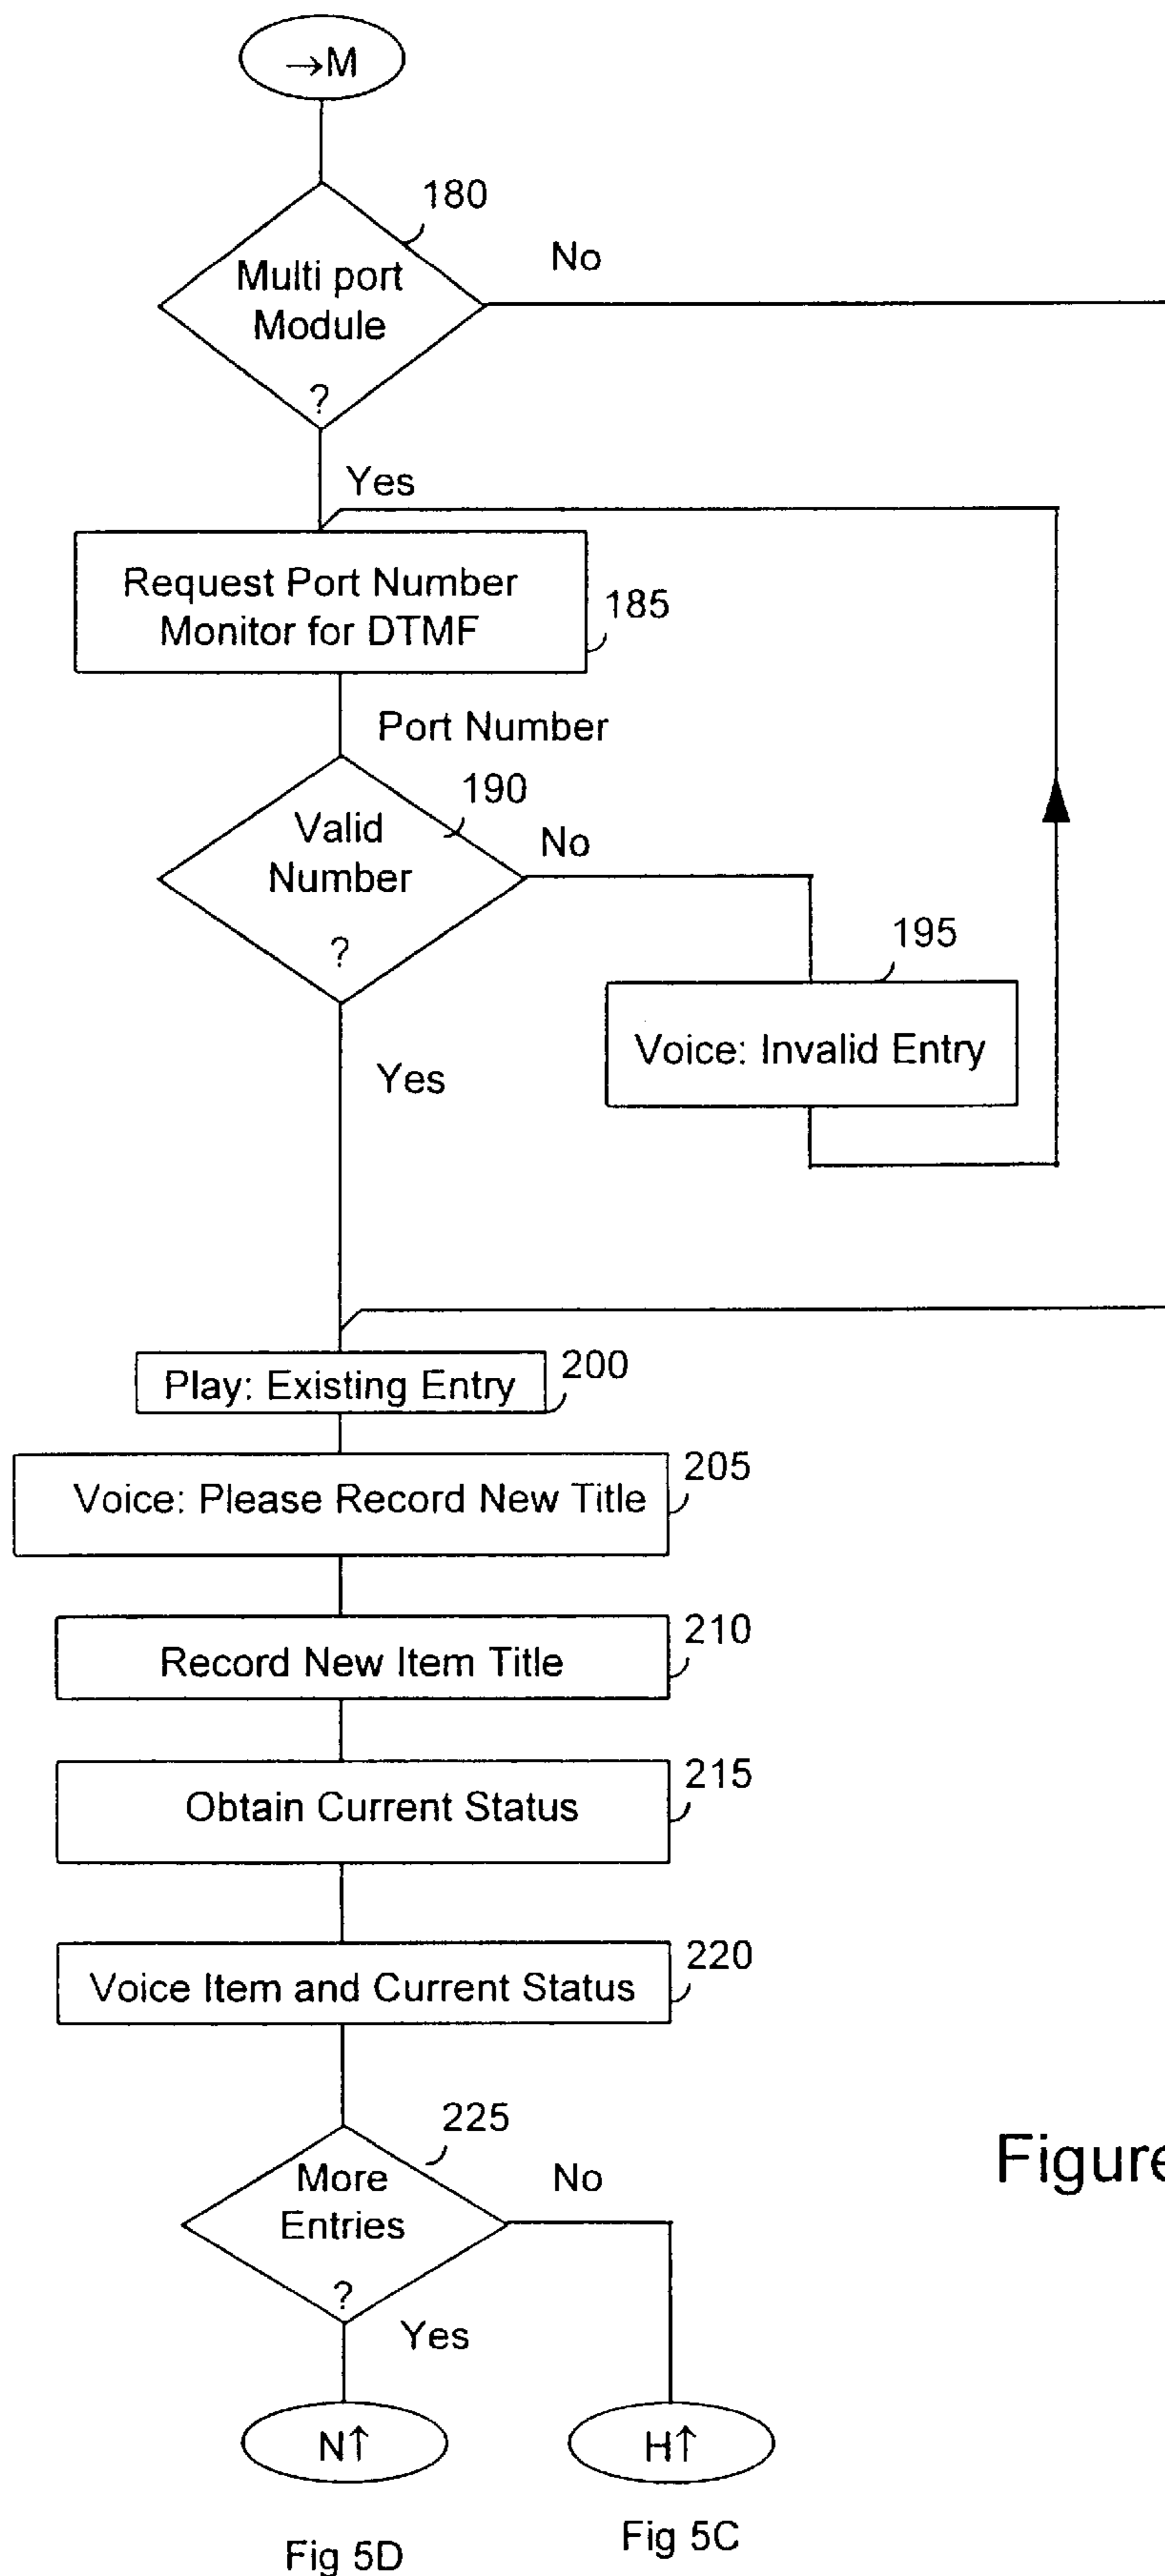 →M
180
Multi port
Module
?
No
Yes
Request Port Number
Monitor for DTMF
185
Port Number
190
Valid
Number
?
No
195
Voice: Invalid Entry
Yes
Play: Existing Entry
200
Voice: Please Record New Title
205
Record New Item Title
210
Obtain Current Status
215
Voice Item and Current Status
220
225
More
Entries
?
No
Yes
Figure
N↑
H↑
Fig 5D
Fig 5C